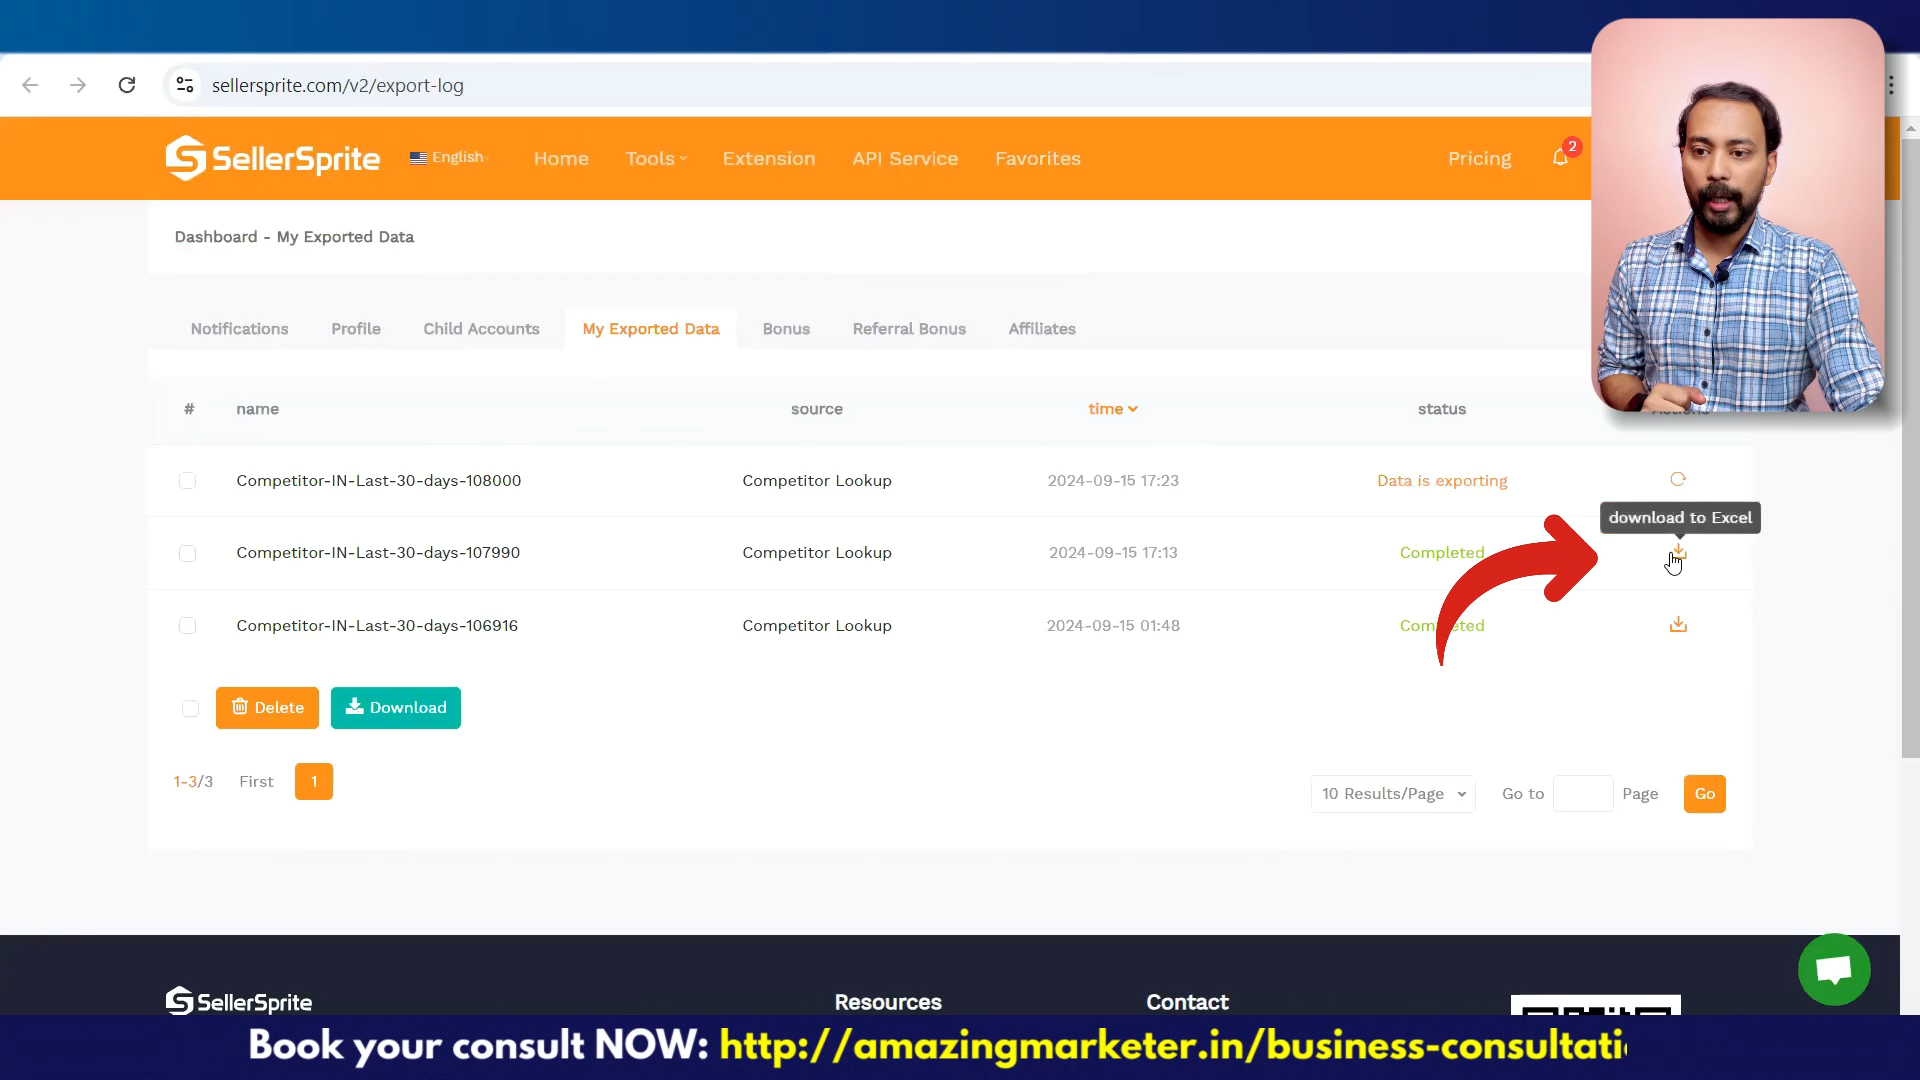 sellersprite.com/v2/export-log
SellerSprite English Home Tools Extension API Service Favorites Pricing 2
Dashboard - My Exported Data
Notifications Profile Child Accounts My Exported Data Bonus Referral Bonus Affiliates
# name source time status
Competitor-IN-Last-30-days-108000 Competitor Lookup 2024-09-15 17:23 Data is exporting
download to Excel
Competitor-IN-Last-30-days-107990 Competitor Lookup 2024-09-15 17:13 Completed
Competitor-IN-Last-30-days-106916 Competitor Lookup 2024-09-15 01:48
Delete Download
1-3/3 First 1
10 Results/Page Go to Page Go
SellerSprite Resources Contact
Book your consult NOW: http://amazingmarketer.in/business-consultati